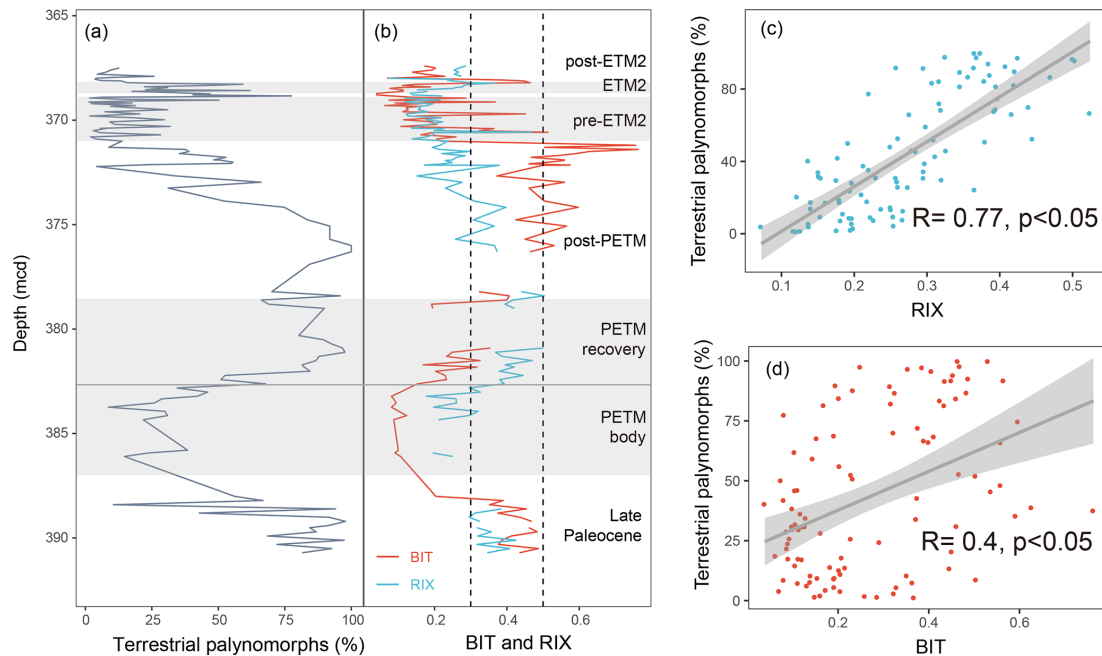 (a)
365
370
375
380
385
390
Depth (mcd)
0
25
50
75
100
Terrestrial palynomorphs (%)
(b)
post-ETM2
ETM2
pre-ETM2
post-PETM
PETM
recovery
PETM
body
Late
Paleocene
BIT
RIX
0.2
0.4
0.6
BIT and RIX
(c)
Terrestrial palynomorphs (%)
80
40
0
R= 0.77, p<0.05
0.1
0.2
0.3
0.4
0.5
RIX
(d)
Terrestrial palynomorphs (%)
100
75
50
25
0
R= 0.4, p<0.05
0.2
0.4
0.6
BIT